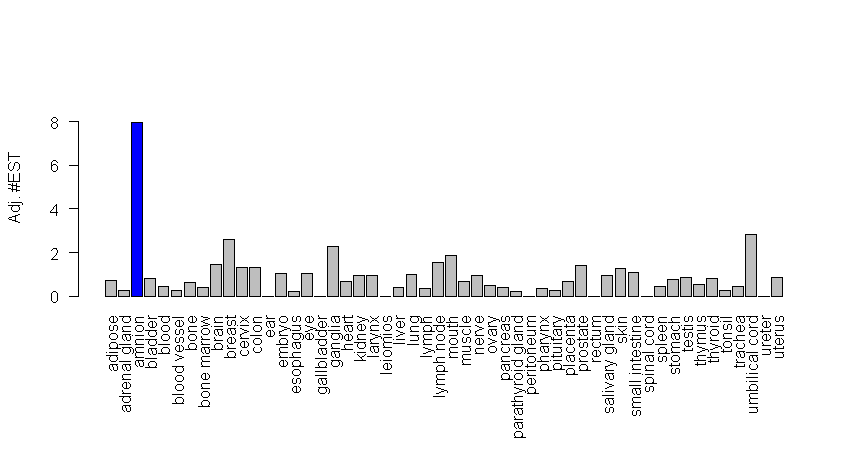 Adj. #EST
8
6
4
2
0
adipose
adrenal gland
amnion
bladder
blood
blood vessel
bone
bone marrow
brain
breast
cervix
colon
ear
embryo
esophagus
eye
gallbladder
ganglia
heart
kidney
larynx
leiomios
liver
lung
lymph
lymph node
mouth
muscle
nerve
ovary
pancreas
parathyroid gland
peritoneum
pharynx
pituitary
placenta
prostate
rectum
salivary gland
skin
small intestine
spinal cord
spleen
stomach
testis
thymus
thyroid
tonsil
trachea
umbilical cord
ureter
uterus